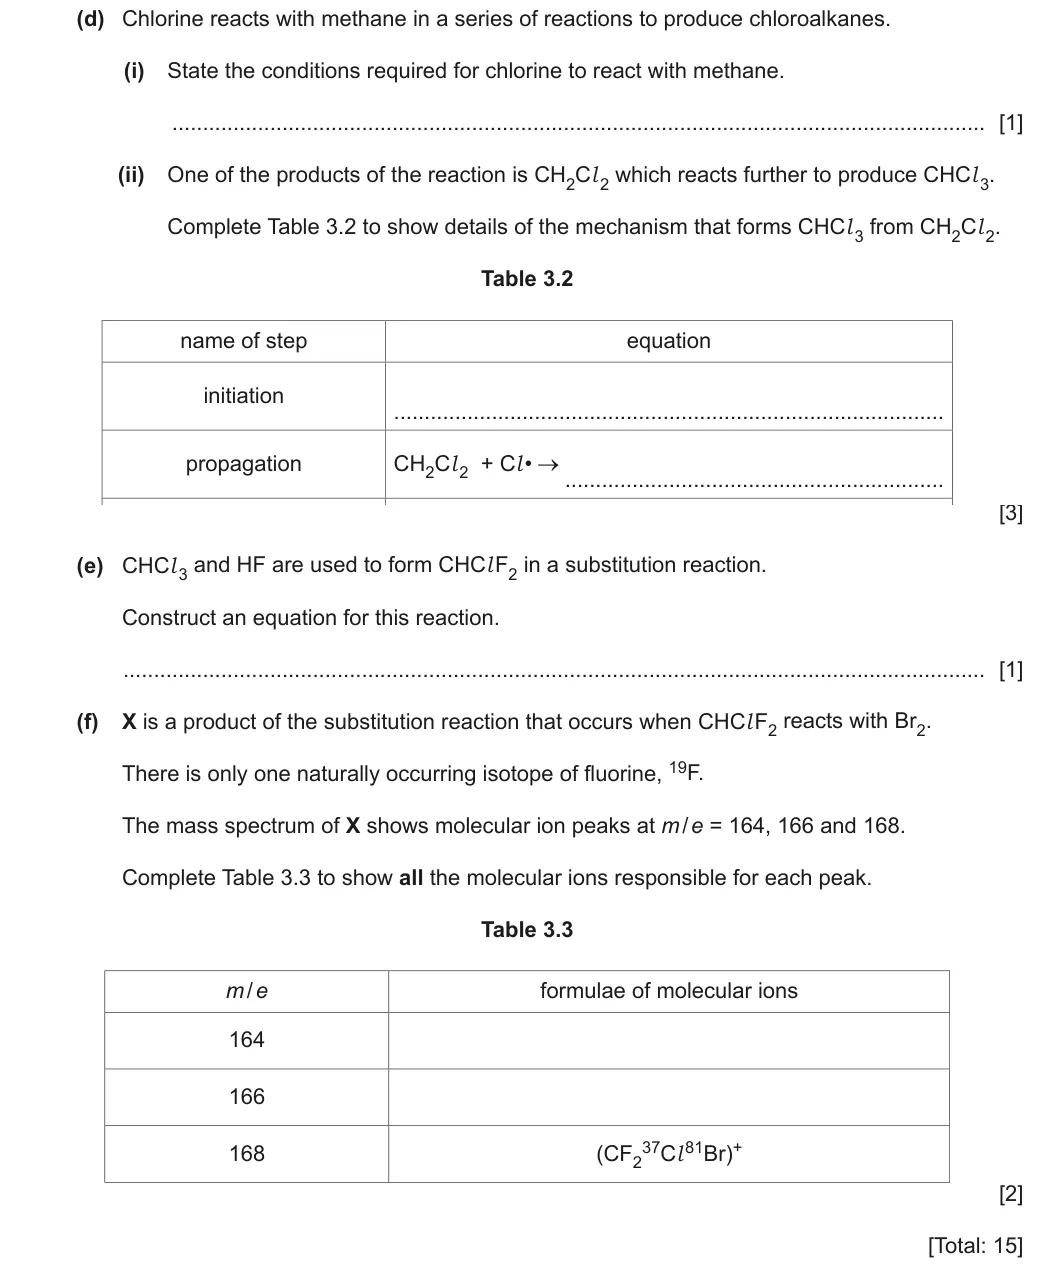 (d) Chlorine reacts with methane in a series of reactions to produce chloroalkanes.
(i) State the conditions required for chlorine to react with methane.
.......................................................................................................................................... [1]
(ii) One of the products of the reaction is CH₂Cl₂ which reacts further to produce CHCl₃.
Complete Table 3.2 to show details of the mechanism that forms CHCl₃ from CH₂Cl₂.
Table 3.2
name of step equation
initiation ..........................................................................................
propagation CH₂Cl₂ + Cl• → ..............................................................
[3]
(e) CHCl₃ and HF are used to form CHClF₂ in a substitution reaction.
Construct an equation for this reaction.
.................................................................................................................................................. [1]
(f) X is a product of the substitution reaction that occurs when CHClF₂ reacts with Br₂.
There is only one naturally occurring isotope of fluorine, ¹⁹F.
The mass spectrum of X shows molecular ion peaks at m/e = 164, 166 and 168.
Complete Table 3.3 to show all the molecular ions responsible for each peak.
Table 3.3
m/e formulae of molecular ions
164
166
168 (CF₂³⁷Cl⁸¹Br)⁺
[2]
[Total: 15]